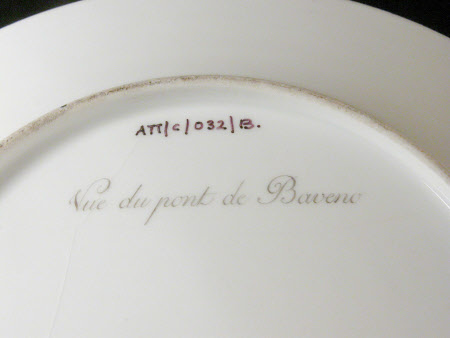 ATT/C/032/B.
Vue du pont de Baveno